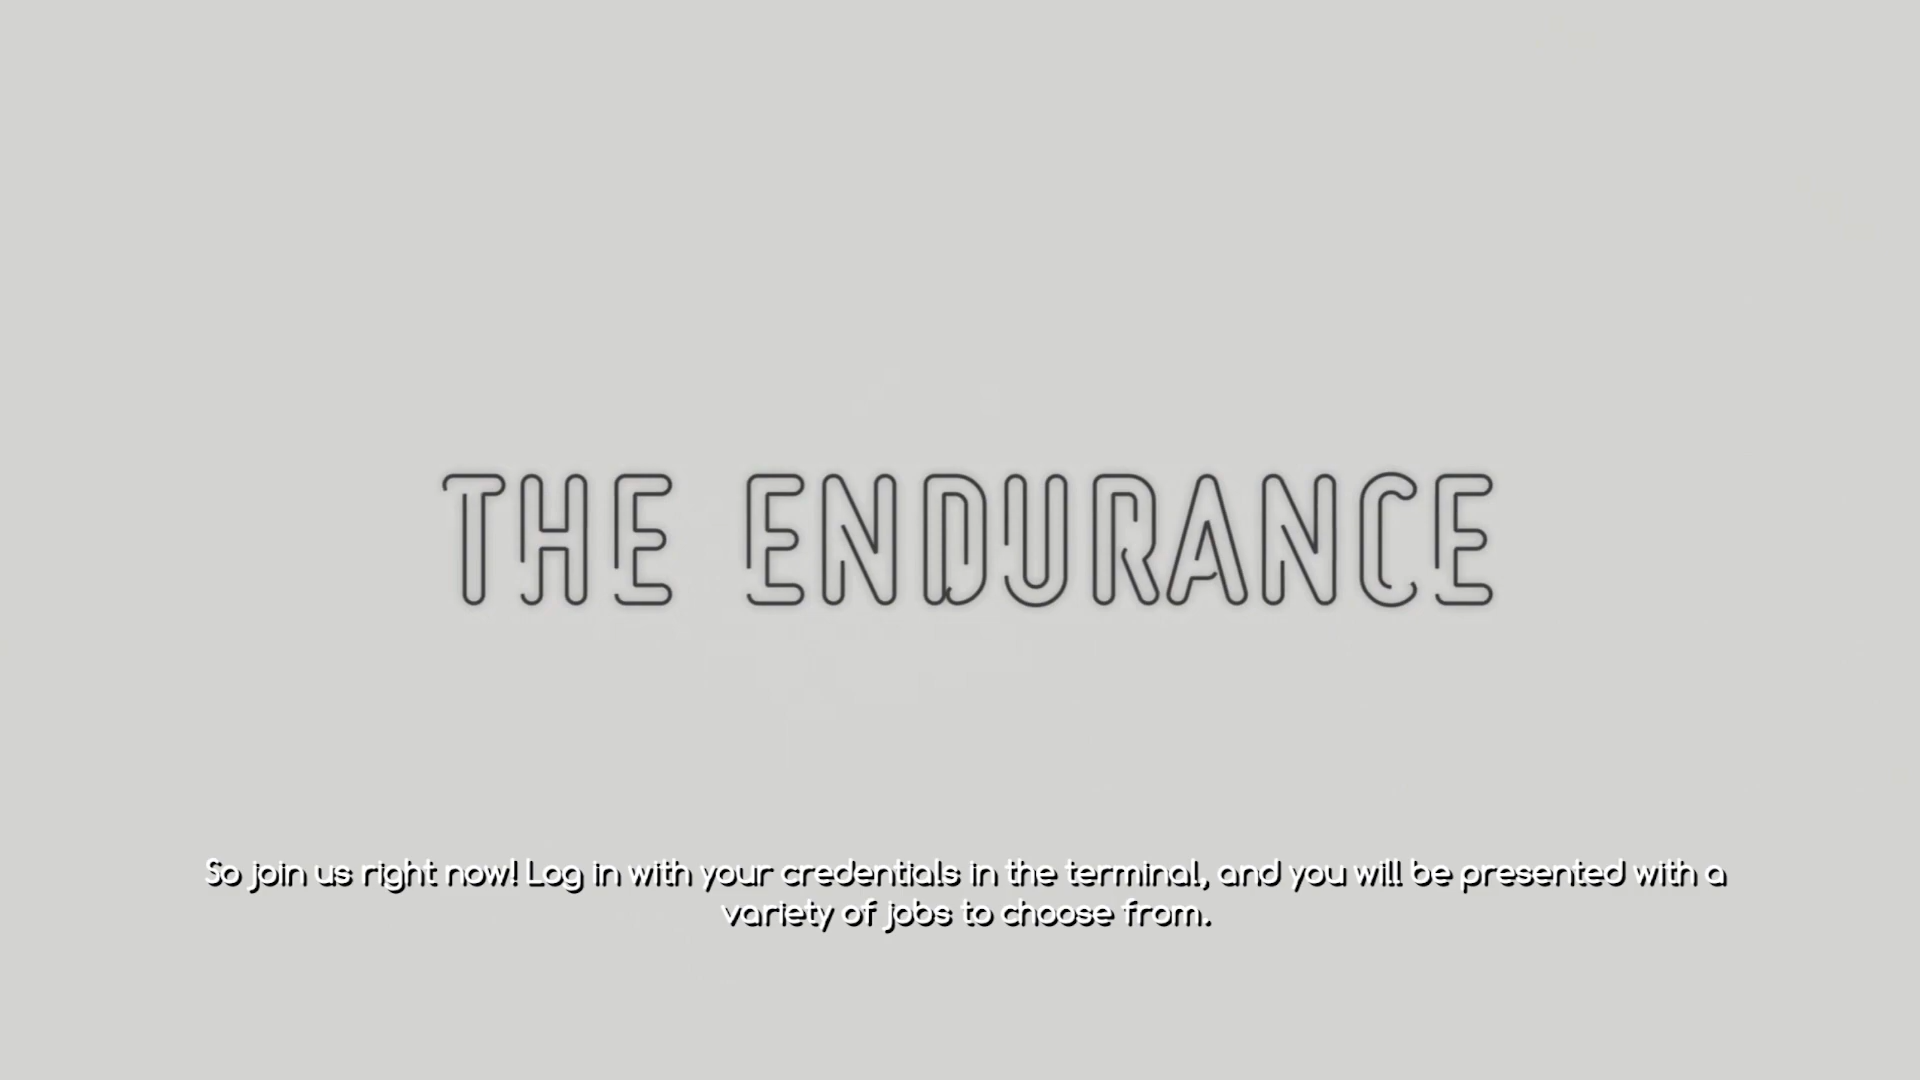 THE ENDURANCE
So join us right now! Log in with your credentials in the terminal, and you will be presented with a
variety of jobs to choose from.